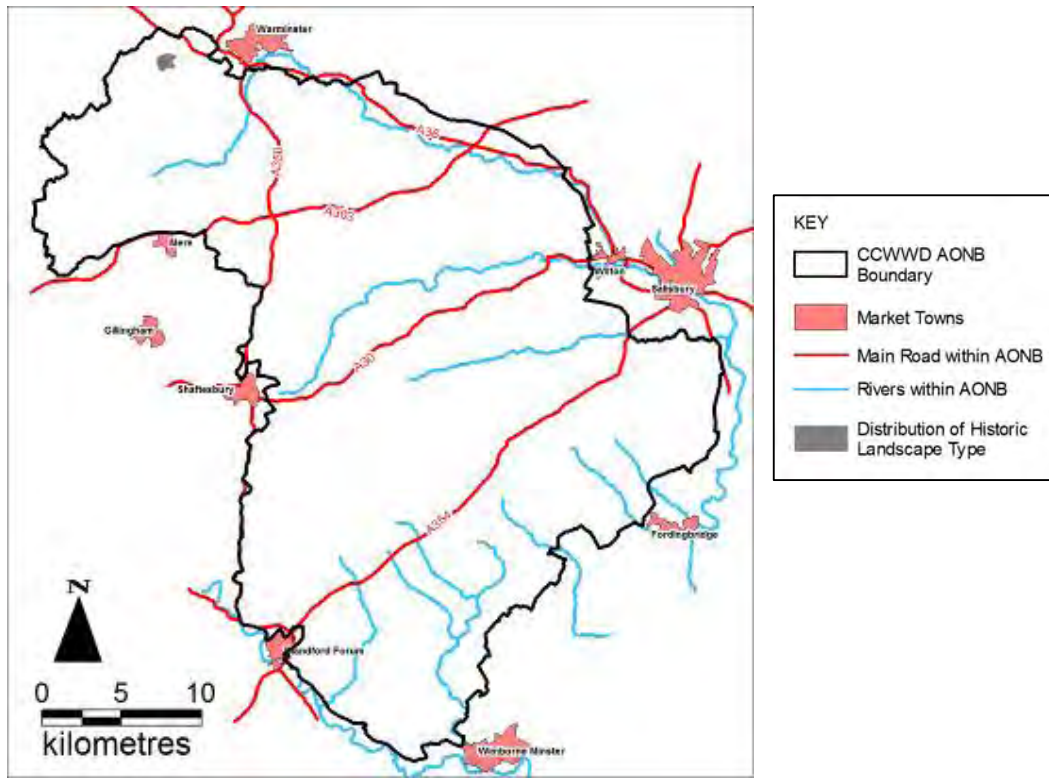 Warminster
A36
A350
A303
Mere
Wilton
Salisbury
Gillingham
A30
Shaftesbury
A354
Fordingbridge
N
Blandford Forum
0 5 10
kilometres
Wimborne Minster
KEY
CCWWD AONB
Boundary
Market Towns
Main Road within AONB
Rivers within AONB
Distribution of Historic
Landscape Type